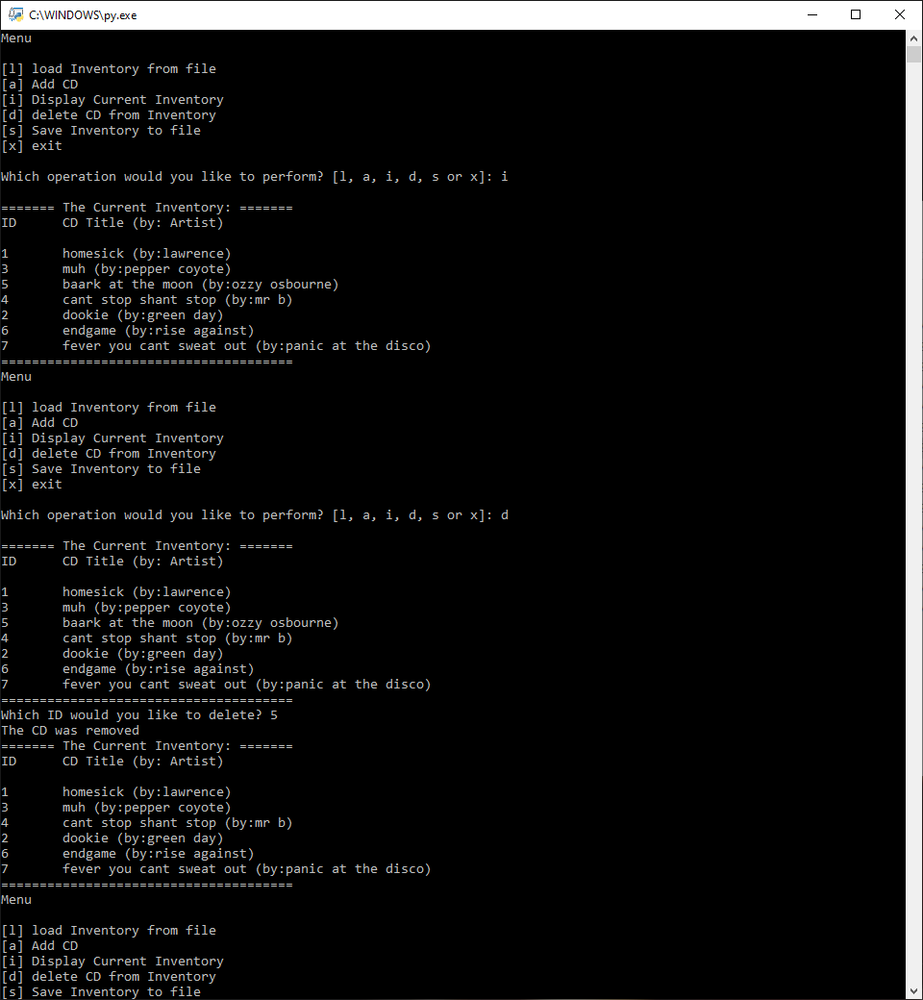 C:\WINDOWS\py.exe
Menu
[l] load Inventory from file
[a] Add CD
[i] Display Current Inventory
[d] delete CD from Inventory
[s] Save Inventory to file
[x] exit
Which operation would you like to perform? [l, a, i, d, s or x]: i
======= The Current Inventory: =======
ID      CD Title (by: Artist)
1       homesick (by:lawrence)
3       muh (by:pepper coyote)
5       baark at the moon (by:ozzy osbourne)
4       cant stop shant stop (by:mr b)
2       dookie (by:green day)
6       endgame (by:rise against)
7       fever you cant sweat out (by:panic at the disco)
======================================
Menu
[l] load Inventory from file
[a] Add CD
[i] Display Current Inventory
[d] delete CD from Inventory
[s] Save Inventory to file
[x] exit
Which operation would you like to perform? [l, a, i, d, s or x]: d
======= The Current Inventory: =======
ID      CD Title (by: Artist)
1       homesick (by:lawrence)
3       muh (by:pepper coyote)
5       baark at the moon (by:ozzy osbourne)
4       cant stop shant stop (by:mr b)
2       dookie (by:green day)
6       endgame (by:rise against)
7       fever you cant sweat out (by:panic at the disco)
======================================
Which ID would you like to delete? 5
The CD was removed
======= The Current Inventory: =======
ID      CD Title (by: Artist)
1       homesick (by:lawrence)
3       muh (by:pepper coyote)
4       cant stop shant stop (by:mr b)
2       dookie (by:green day)
6       endgame (by:rise against)
7       fever you cant sweat out (by:panic at the disco)
======================================
Menu
[l] load Inventory from file
[a] Add CD
[i] Display Current Inventory
[d] delete CD from Inventory
[s] Save Inventory to file